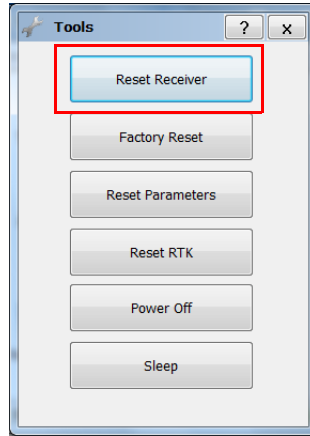 Tools ? x
Reset Receiver
Factory Reset
Reset Parameters
Reset RTK
Power Off
Sleep